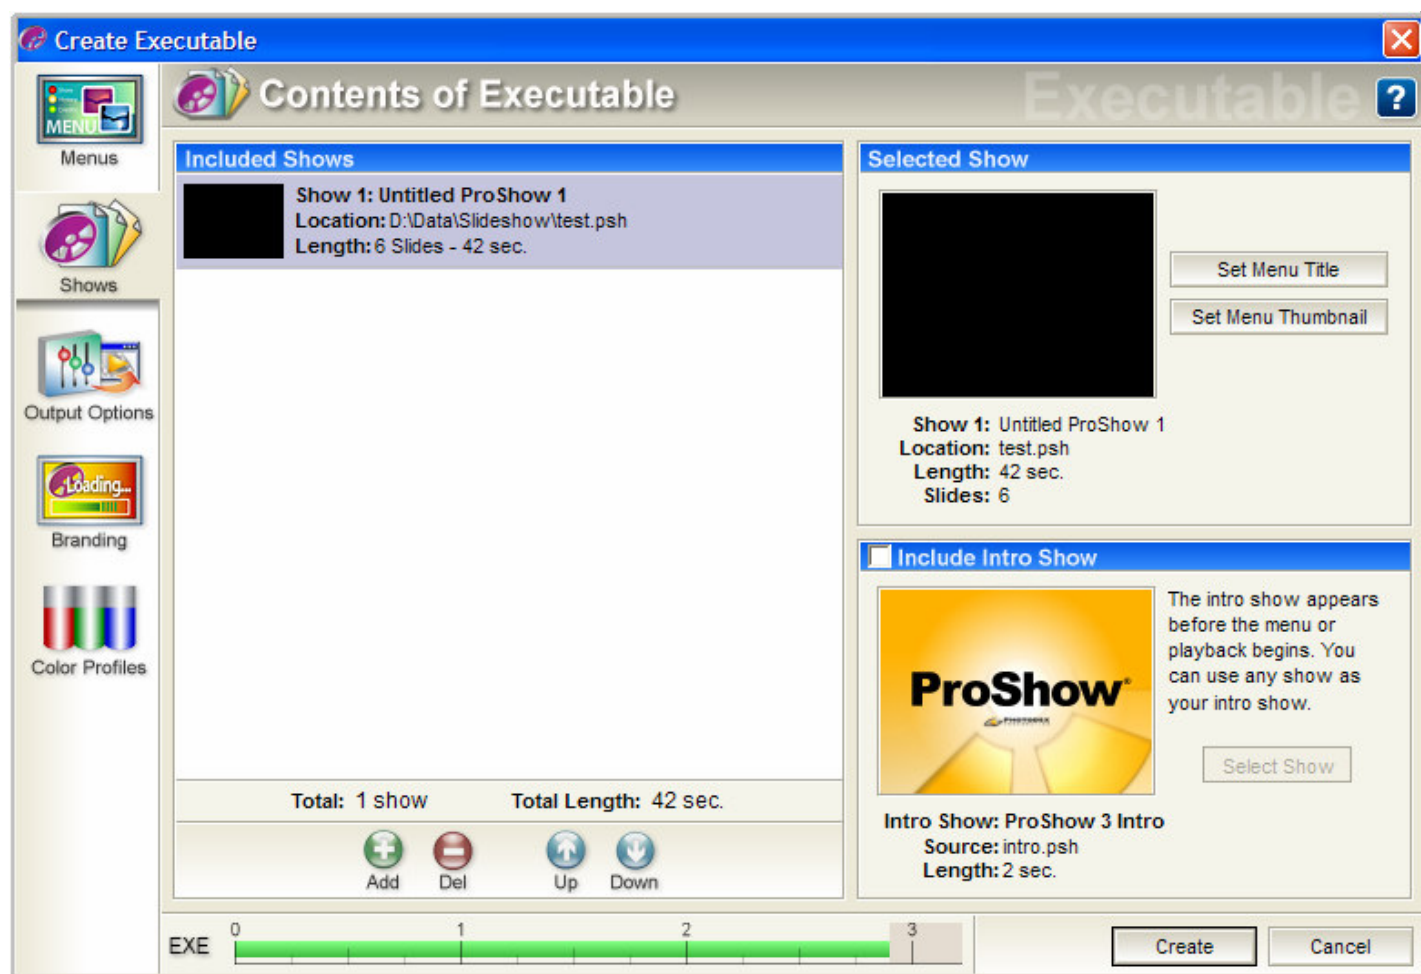 Create Executable
MENU
Menus
Shows
Output Options
Loading...
Branding
Color Profiles
Contents of Executable
Executable
?
Included Shows
Show 1: Untitled ProShow 1
Location: D:\Data\Slideshow\test.psh
Length: 6 Slides - 42 sec.
Total: 1 show Total Length: 42 sec.
Add Del Up Down
Selected Show
Set Menu Title
Set Menu Thumbnail
Show 1: Untitled ProShow 1
Location: test.psh
Length: 42 sec.
Slides: 6
Include Intro Show
ProShow®
PHOTODEX
The intro show appears
before the menu or
playback begins. You
can use any show as
your intro show.
Select Show
Intro Show: ProShow 3 Intro
Source: intro.psh
Length: 2 sec.
EXE 0 1 2 3
Create Cancel